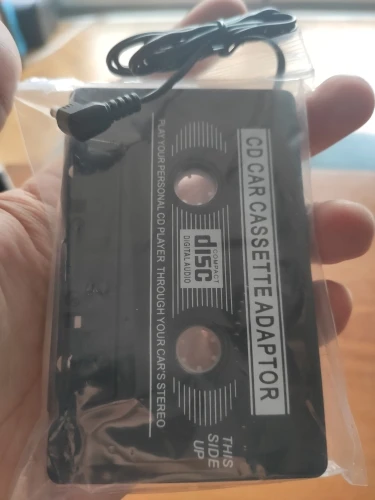 CD CAR CASSETTE ADAPTOR
COMPACT
disc
DIGITAL AUDIO
THIS
SIDE
UP
PLAY YOUR PERSONAL CD PLAYER THROUGH YOUR CAR'S STEREO